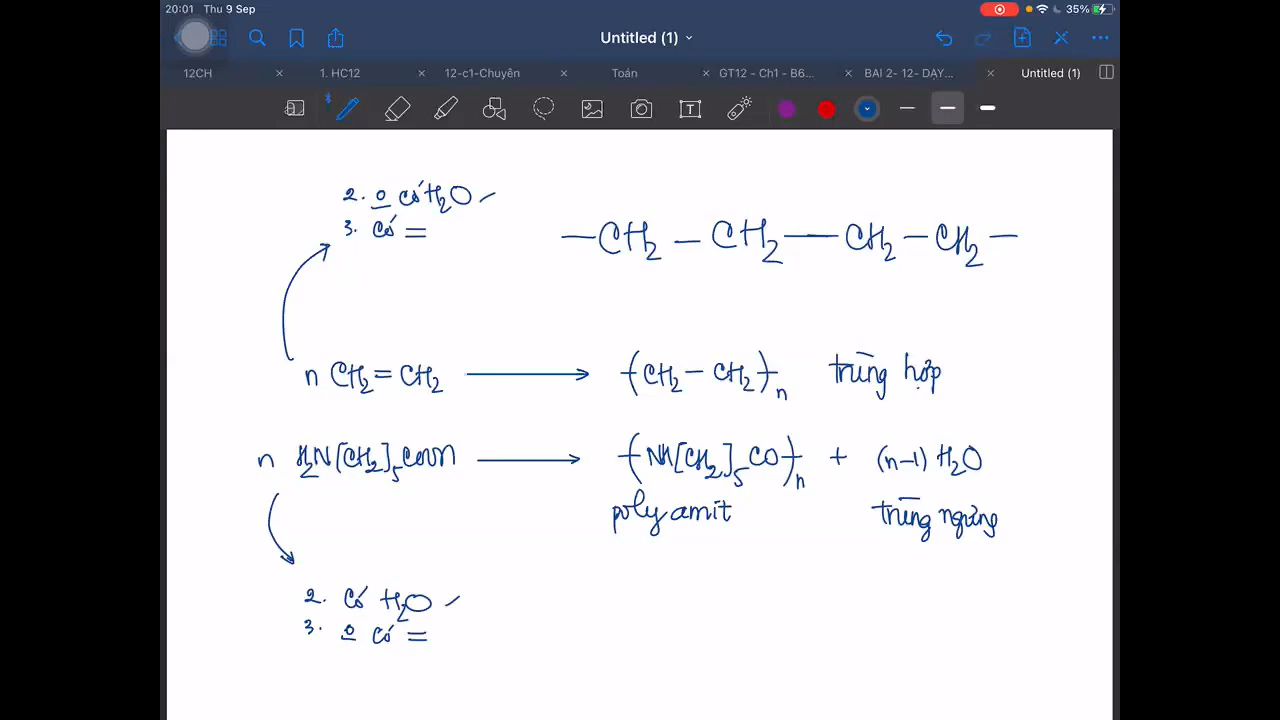 20:01 Thu 9 Sep 35%
Untitled (1)
12CH 1. HC12 12-c1-Chuyên Toán GT12 - Ch1 - B6... BAI 2- 12- DAY... Untitled (1)
2. o̲ có H₂O
3. có =
— CH₂ — CH₂ — CH₂ — CH₂ —
n CH₂ = CH₂ ⟶ -(CH₂ — CH₂)-ₙ trùng hợp
n H₂N[CH₂]₅COOH ⟶ -(NH[CH₂]₅CO)-ₙ + (n-1) H₂O
polyamit trùng ngưng
2. Có H₂O
3. o̲ có =